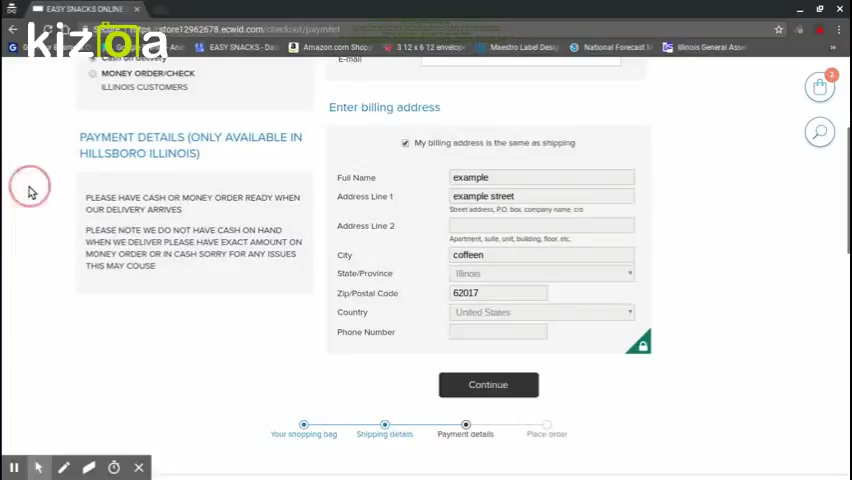 EASY SNACKS ONLINE
https://store12962678.ecwid.com/checkout/payment
kizoa
EASY SNACKS - Das
Amazon.com Shopp
3 12 x 6 12 envelope
Maestro Label Design
National Forecast M
Illinois General Asse
Cash on delivery
E-mail
MONEY ORDER/CHECK
ILLINOIS CUSTOMERS
2
Enter billing address
PAYMENT DETAILS (ONLY AVAILABLE IN
HILLSBORO ILLINOIS)
My billing address is the same as shipping
Full Name example
Address Line 1 example street
Street address, P.O. box, company name, c/o
Address Line 2
Apartment, suite, unit, building, floor, etc.
City coffeen
State/Province Illinois
Zip/Postal Code 62017
Country United States
Phone Number
PLEASE HAVE CASH OR MONEY ORDER READY WHEN
OUR DELIVERY ARRIVES
PLEASE NOTE WE DO NOT HAVE CASH ON HAND
WHEN WE DELIVER PLEASE HAVE EXACT AMOUNT ON
MONEY ORDER OR IN CASH SORRY FOR ANY ISSUES
THIS MAY COUSE
Continue
Your shopping bag
Shipping details
Payment details
Place order